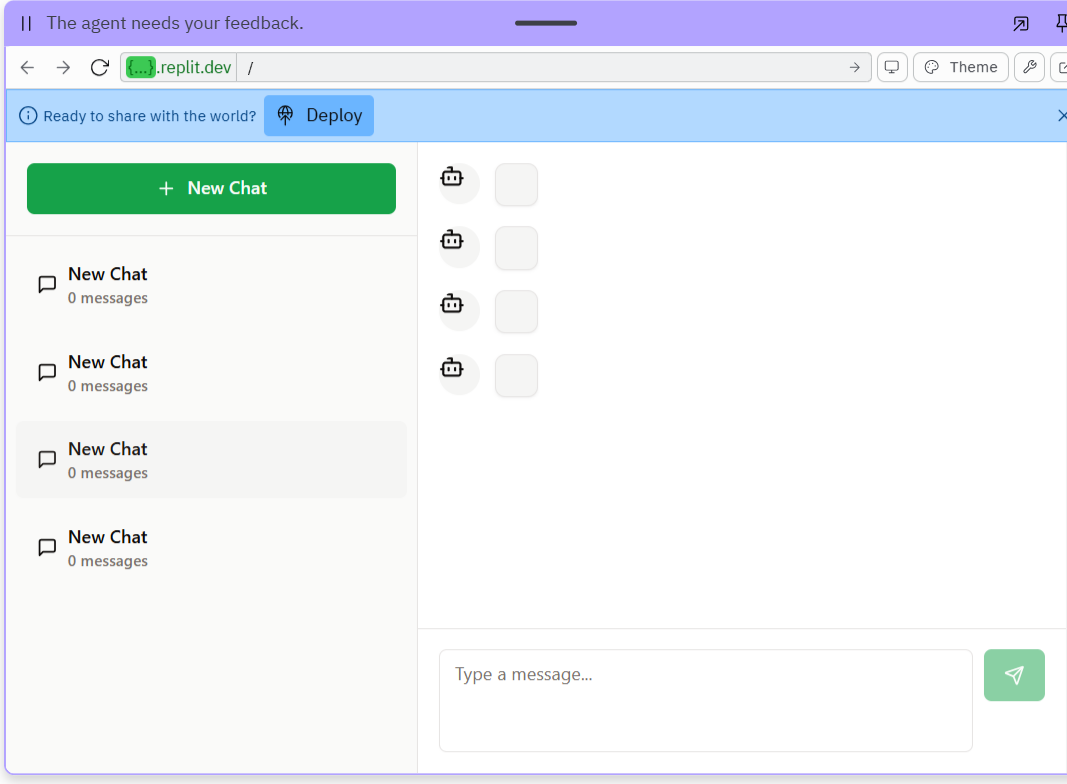 The agent needs your feedback.
{...}.replit.dev /
Theme
Ready to share with the world? Deploy
+ New Chat
New Chat
0 messages
New Chat
0 messages
New Chat
0 messages
New Chat
0 messages
Type a message...